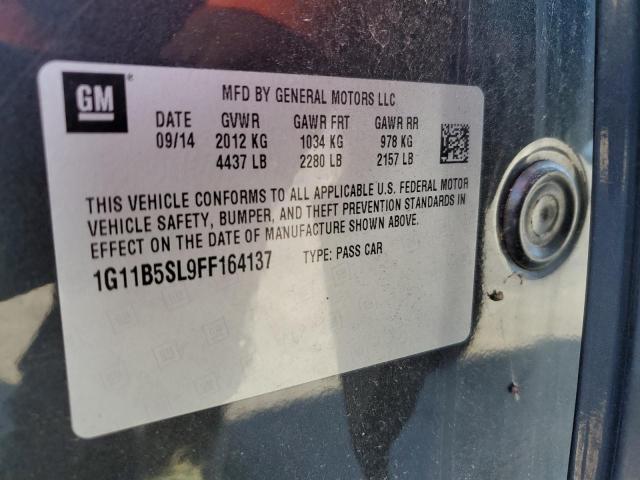 GM
MFD BY GENERAL MOTORS LLC
DATE GVWR GAWR FRT GAWR RR
09/14 2012 KG 1034 KG 978 KG
4437 LB 2280 LB 2157 LB
THIS VEHICLE CONFORMS TO ALL APPLICABLE U.S. FEDERAL MOTOR
VEHICLE SAFETY, BUMPER, AND THEFT PREVENTION STANDARDS IN
EFFECT ON THE DATE OF MANUFACTURE SHOWN ABOVE.
1G11B5SL9FF164137 TYPE: PASS CAR